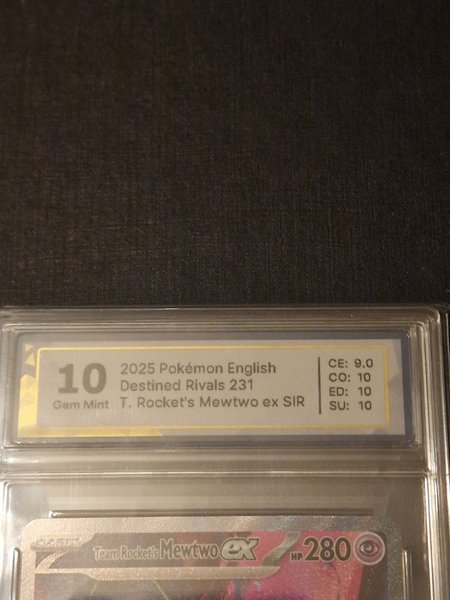 10
Gem Mint
2025 Pokémon English
Destined Rivals 231
T. Rocket's Mewtwo ex SIR
CE: 9.0
CO: 10
ED: 10
SU: 10
Team Rocket's Mewtwo ex HP 280